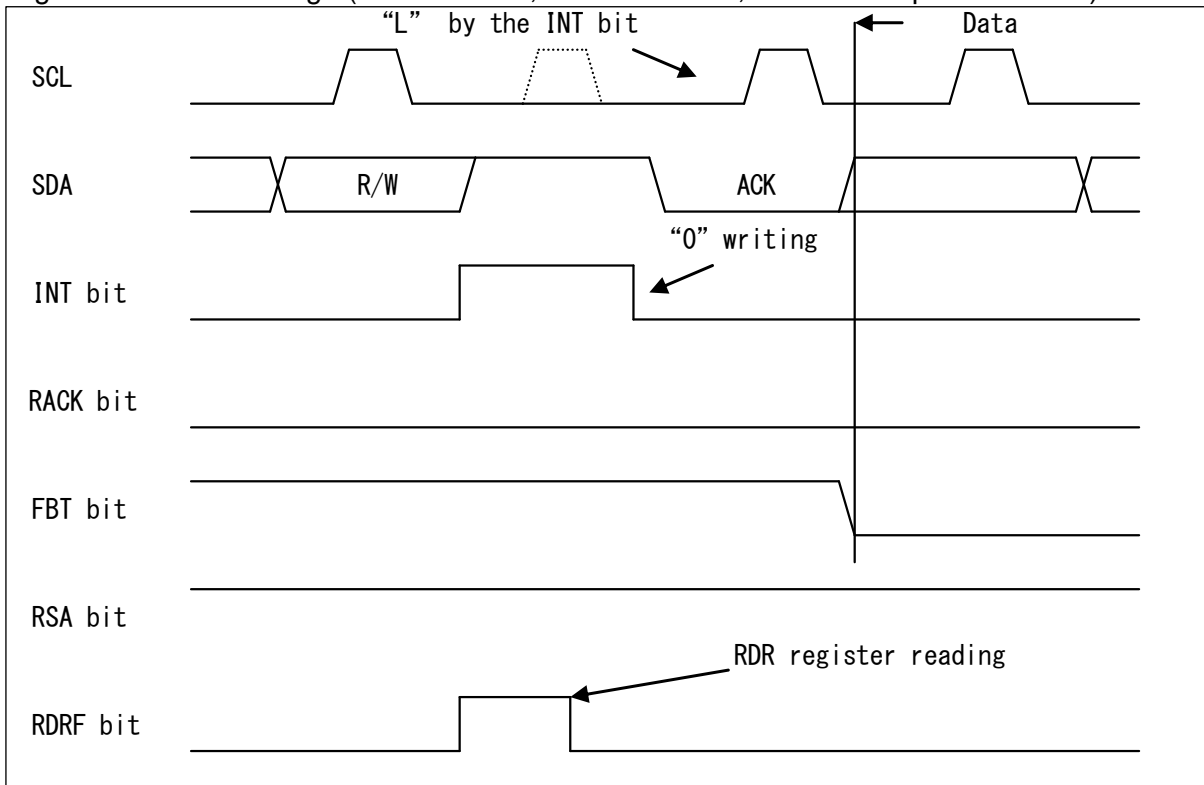 "L" by the INT bit
Data
SCL
SDA
R/W
ACK
"0" writing
INT bit
RACK bit
FBT bit
RSA bit
RDR register reading
RDRF bit